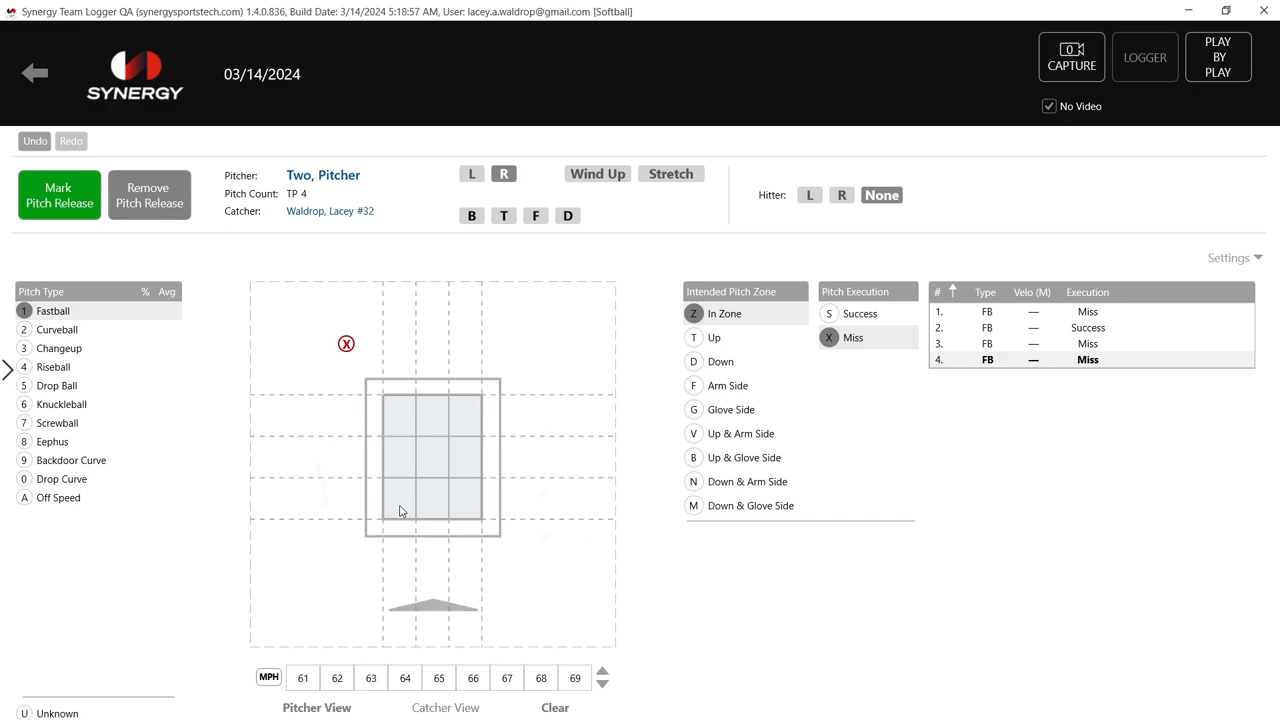 Synergy Team Logger QA (synergysportstech.com) 1.4.0.836, Build Date: 3/14/2024 5:18:57 AM, User: lacey.a.waldrop@gmail.com [Softball]
SYNERGY
03/14/2024
0
CAPTURE
LOGGER
PLAY
BY
PLAY
No Video
Undo Redo
Mark
Pitch Release
Remove
Pitch Release
Pitcher: Two, Pitcher
Pitch Count: TP 4
Catcher: Waldrop, Lacey #32
L R Wind Up Stretch
B T F D
Hitter: L R None
Settings
Pitch Type % Avg
1 Fastball
2 Curveball
3 Changeup
4 Riseball
5 Drop Ball
6 Knuckleball
7 Screwball
8 Eephus
9 Backdoor Curve
0 Drop Curve
A Off Speed
U Unknown
X
MPH 61 62 63 64 65 66 67 68 69
Pitcher View Catcher View Clear
Intended Pitch Zone
Z In Zone
T Up
D Down
F Arm Side
G Glove Side
V Up & Arm Side
B Up & Glove Side
N Down & Arm Side
M Down & Glove Side
Pitch Execution
S Success
X Miss
# Type Velo (M) Execution
1. FB — Miss
2. FB — Success
3. FB — Miss
4. FB — Miss